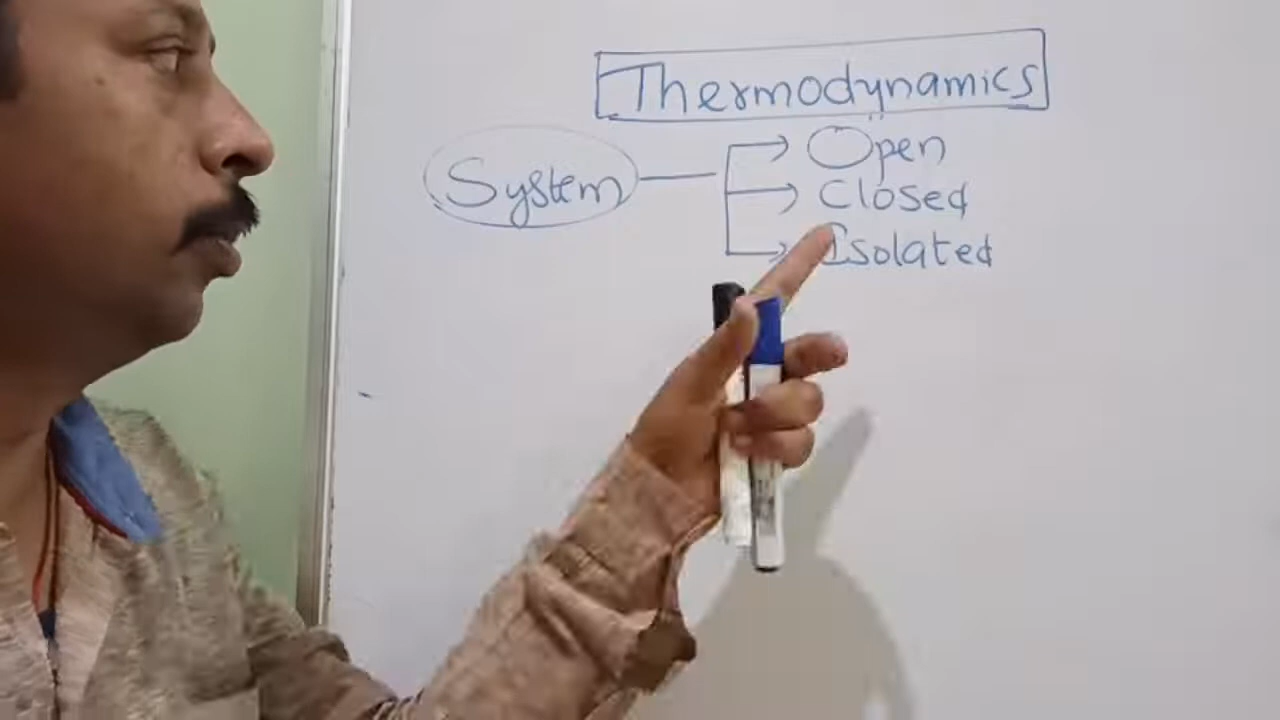 Thermodynamics
System
Open
Closed
Isolated